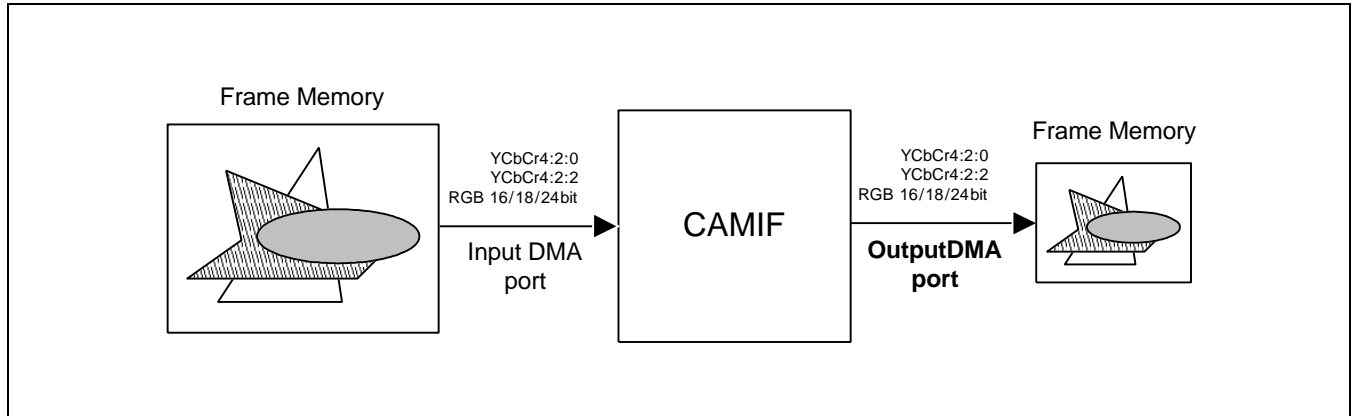 Frame Memory
YCbCr4:2:0
YCbCr4:2:2
RGB 16/18/24bit
Input DMA
port
CAMIF
YCbCr4:2:0
YCbCr4:2:2
RGB 16/18/24bit
OutputDMA
port
Frame Memory